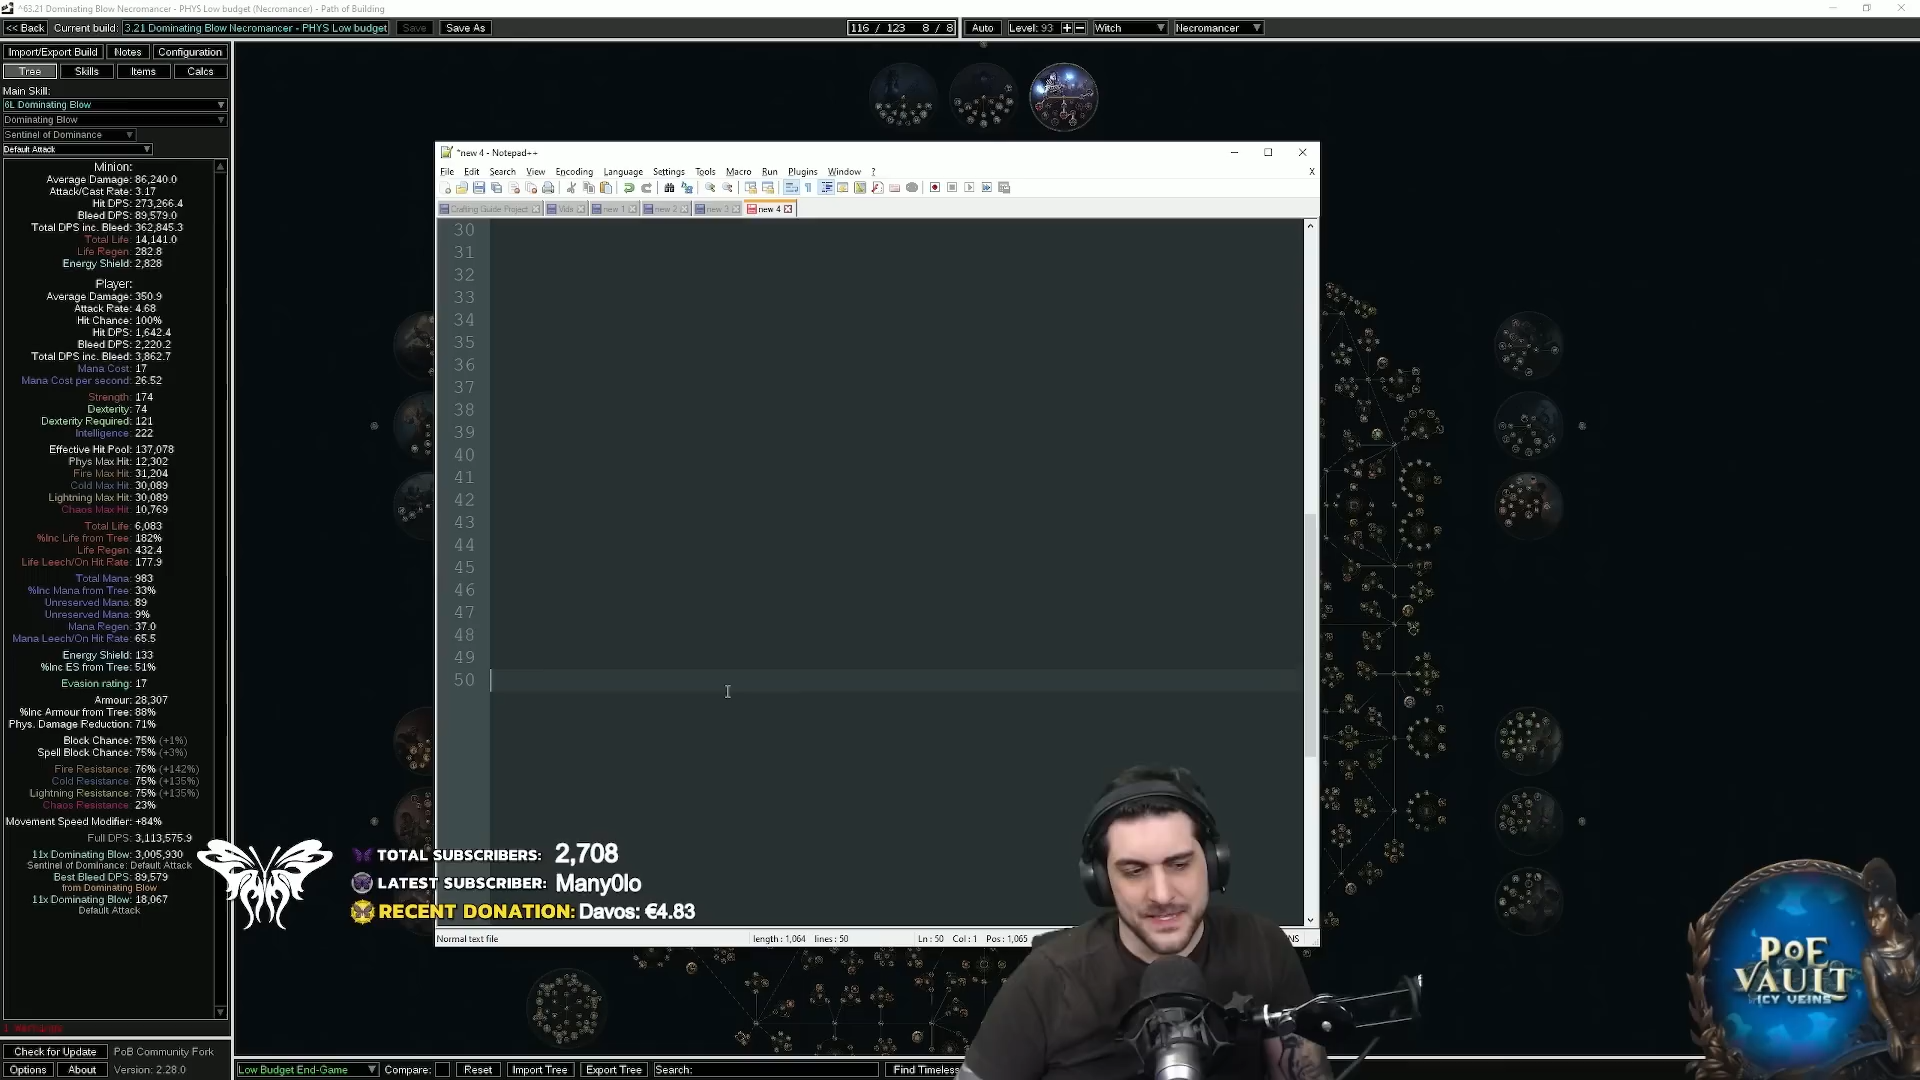 ^63.21 Dominating Blow Necromancer - PHYS Low budget (Necromancer) - Path of Building
<< Back Current build: 3.21 Dominating Blow Necromancer - PHYS Low budget Save Save As 116 / 123 8 / 8 Auto Level: 93 Witch Necromancer
Import/Export Build Notes Configuration
Tree Skills Items Calcs
Main Skill:
6L Dominating Blow
Dominating Blow
Sentinel of Dominance
Default Attack
Minion:
Average Damage: 86,240.0
Attack/Cast Rate: 3.17
Hit DPS: 273,266.4
Bleed DPS: 89,579.0
Total DPS inc. Bleed: 362,845.3
Total Life: 14,141.0
Life Regen: 282.8
Energy Shield: 2,828
Player:
Average Damage: 350.9
Attack Rate: 4.68
Hit Chance: 100%
Hit DPS: 1,642.4
Bleed DPS: 2,220.2
Total DPS inc. Bleed: 3,862.7
Mana Cost: 17
Mana Cost per second: 26.52
Strength: 174
Dexterity: 74
Dexterity Required: 121
Intelligence: 222
Effective Hit Pool: 137,078
Phys Max Hit: 12,302
Fire Max Hit: 31,204
Cold Max Hit: 30,089
Lightning Max Hit: 30,089
Chaos Max Hit: 10,769
Total Life: 6,083
%Inc Life from Tree: 182%
Life Regen: 432.4
Life Leech/On Hit Rate: 177.9
Total Mana: 983
%Inc Mana from Tree: 33%
Unreserved Mana: 89
Unreserved Mana: 9%
Mana Regen: 37.0
Mana Leech/On Hit Rate: 65.5
Energy Shield: 133
%Inc ES from Tree: 51%
Evasion rating: 17
Armour: 28,307
%Inc Armour from Tree: 88%
Phys. Damage Reduction: 71%
Block Chance: 75% (+1%)
Spell Block Chance: 75% (+3%)
Fire Resistance: 76% (+142%)
Cold Resistance: 75% (+135%)
Lightning Resistance: 75% (+135%)
Chaos Resistance: 23%
Movement Speed Modifier: +84%
Full DPS: 3,113,575.9
11x Dominating Blow: 3,005,930
Sentinel of Dominance: Default Attack
Best Bleed DPS: 89,579
from Dominating Blow
11x Dominating Blow: 18,067
Default Attack
Check for Update PoB Community Fork
Options About Version: 2.28.0
Low Budget End-Game Compare: Reset Import Tree Export Tree Search: Find Timeless
*new 4 - Notepad++
File Edit Search View Encoding Language Settings Tools Macro Run Plugins Window ? X
Crafting Guide Project Vids new 1 new 2 new 3 new 4
30
31
32
33
34
35
36
37
38
39
40
41
42
43
44
45
46
47
48
49
50
Normal text file length : 1,064 lines : 50 Ln : 50 Col : 1 Pos : 1,065
TOTAL SUBSCRIBERS: 2,708
LATEST SUBSCRIBER: Many0lo
RECENT DONATION: Davos: €4.83
POE
VAULT
ICY VEINS